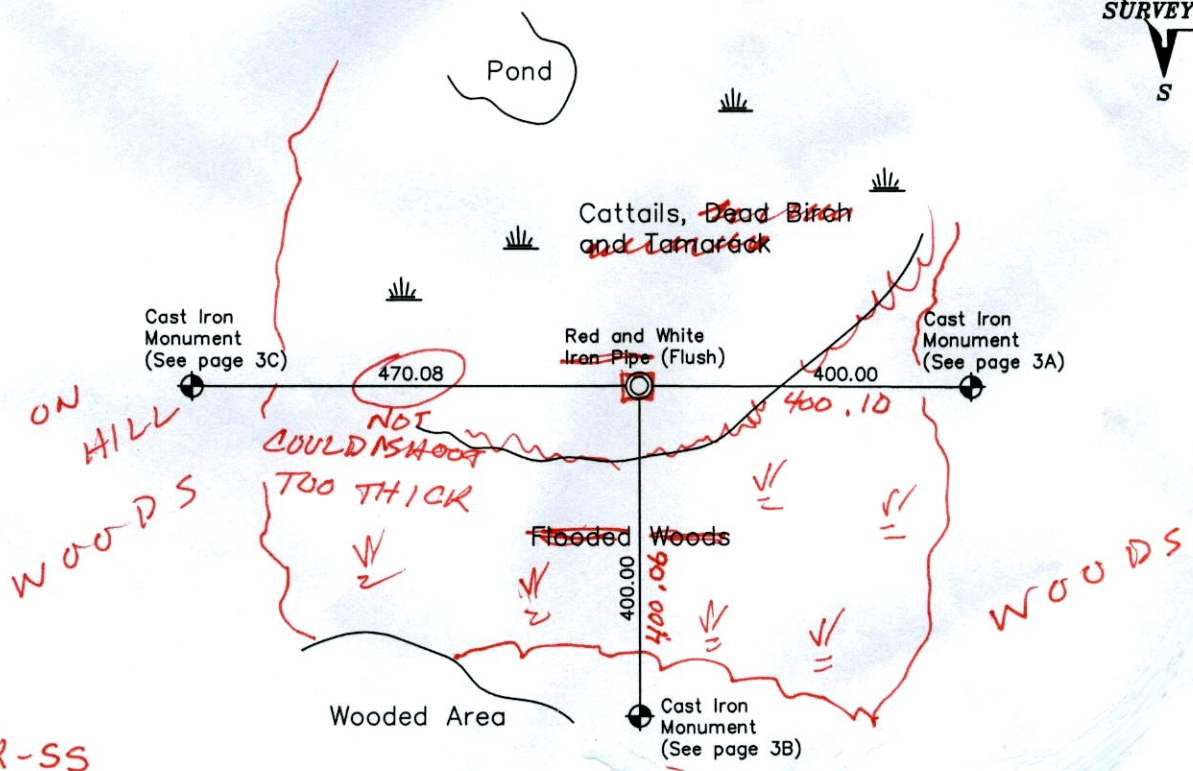 SURVEY
S
Pond
Cattails, Dead Birch
and Tamarack
Cast Iron
Monument
(See page 3C)
Red and White
Iron Pipe (Flush)
Cast Iron
Monument
(See page 3A)
470.08
400.00
400.10
ON
HILL
WOODS
NOT
COULD SHOOT
TOO THICK
Flooded Woods
400.00
400.06
WOODS
Wooded Area
Cast Iron
Monument
(See page 3B)
R-SS